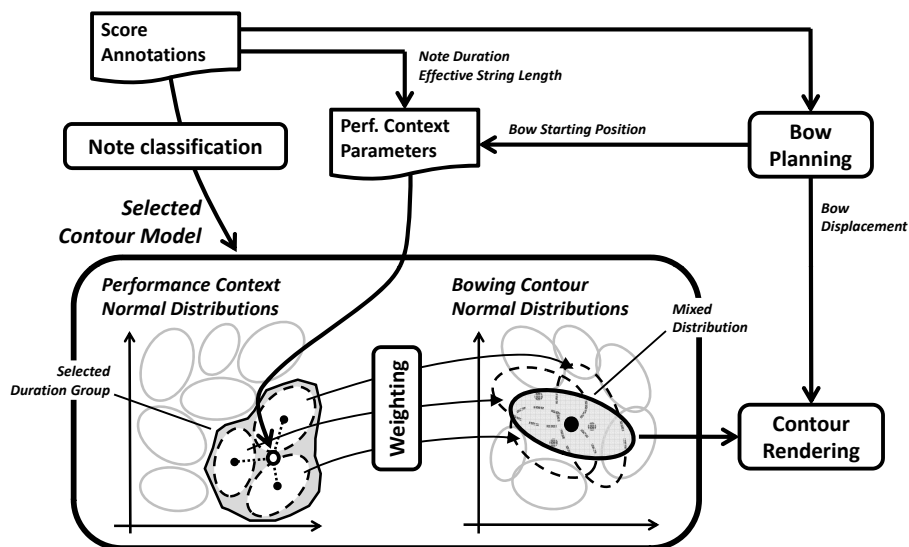 Score
Annotations
Note Duration
Effective String Length
Note classification
Perf. Context
Parameters
Bow Starting Position
Bow
Planning
Selected
Contour Model
Bow
Displacement
Performance Context
Normal Distributions
Bowing Contour
Normal Distributions
Mixed
Distribution
Selected
Duration Group
Weighting
Contour
Rendering